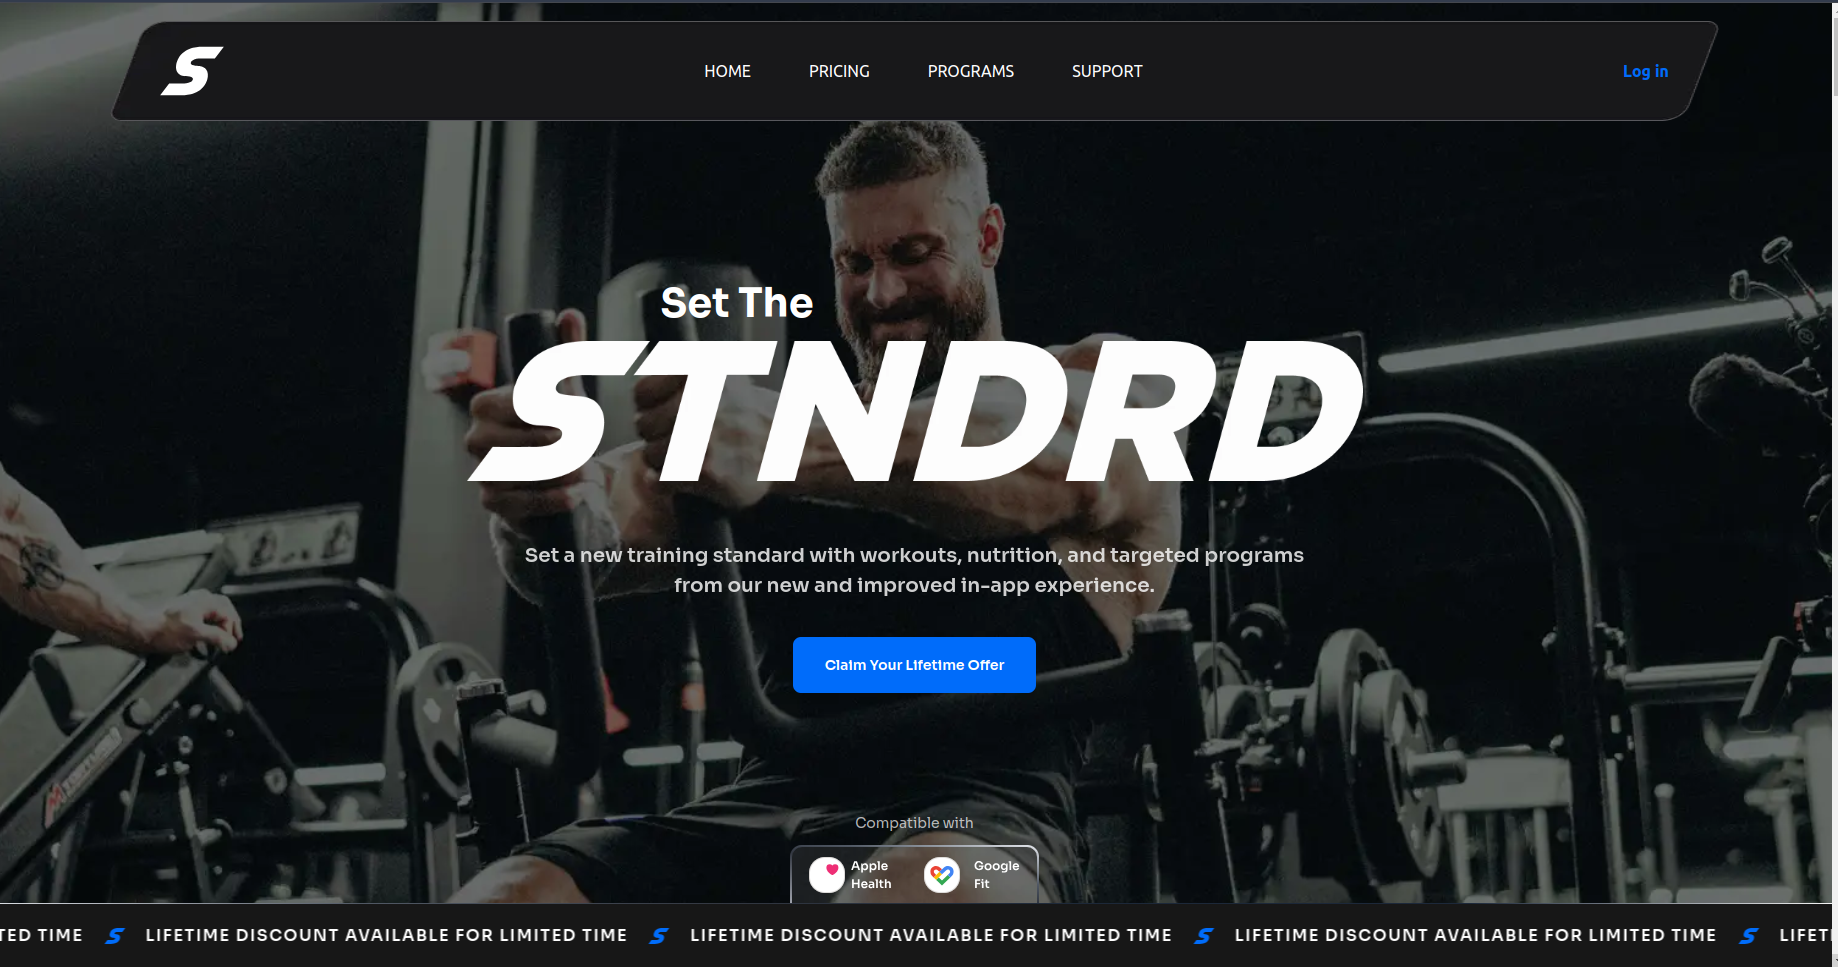 S
HOME
PRICING
PROGRAMS
SUPPORT
Log in
Set The
STNDRD
Set a new training standard with workouts, nutrition, and targeted programs
from our new and improved in-app experience.
Claim Your Lifetime Offer
Compatible with
Apple
Health
Google
Fit
TED TIME S LIFETIME DISCOUNT AVAILABLE FOR LIMITED TIME S LIFETIME DISCOUNT AVAILABLE FOR LIMITED TIME S LIFETIME DISCOUNT AVAILABLE FOR LIMITED TIME S LIFETI